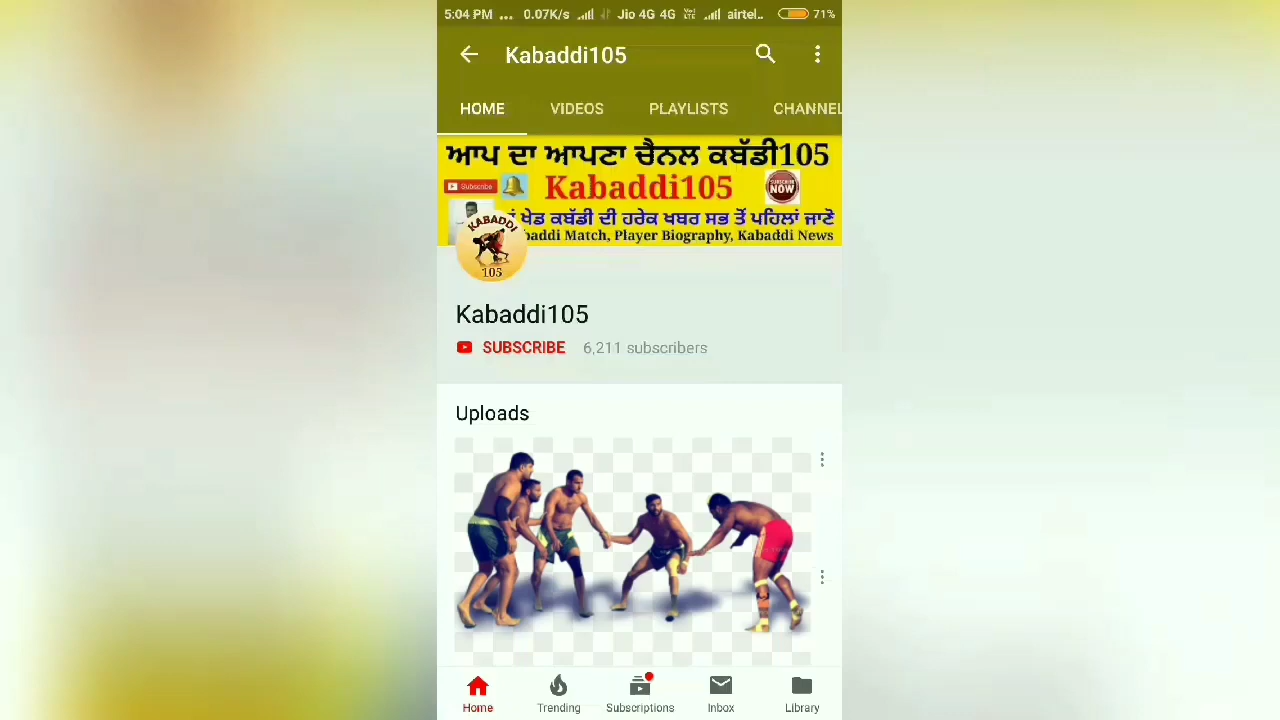 5:04 PM ... 0.07K/s Jio 4G 4G VoLTE airtel.. 71%
Kabaddi105
HOME VIDEOS PLAYLISTS CHANNEL
ਆਪ ਦਾ ਆਪਣਾ ਚੈਨਲ ਕਬੱਡੀ105
Subscribe Kabaddi105 SUBSCRIBE NOW
ਖੇਡ ਕਬੱਡੀ ਦੀ ਹਰੇਕ ਖਬਰ ਸਭ ਤੋਂ ਪਹਿਲਾਂ ਜਾਣੋ
baddi Match, Player Biography, Kabaddi News
KABADDI
105
Kabaddi105
SUBSCRIBE 6,211 subscribers
Uploads
Home Trending Subscriptions Inbox Library